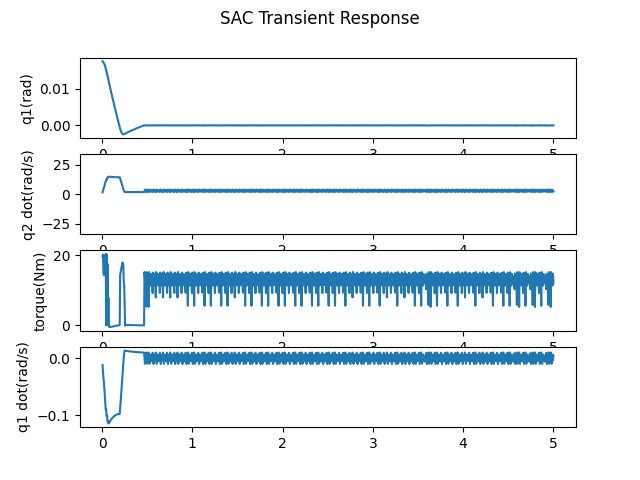 SAC Transient Response
q1(rad)
0.01
0.00
0 1 2 3 4 5
q2 dot(rad/s)
25
0
−25
0 1 2 3 4 5
torque(Nm)
20
0
0 1 2 3 4 5
q1 dot(rad/s)
0.0
−0.1
0 1 2 3 4 5